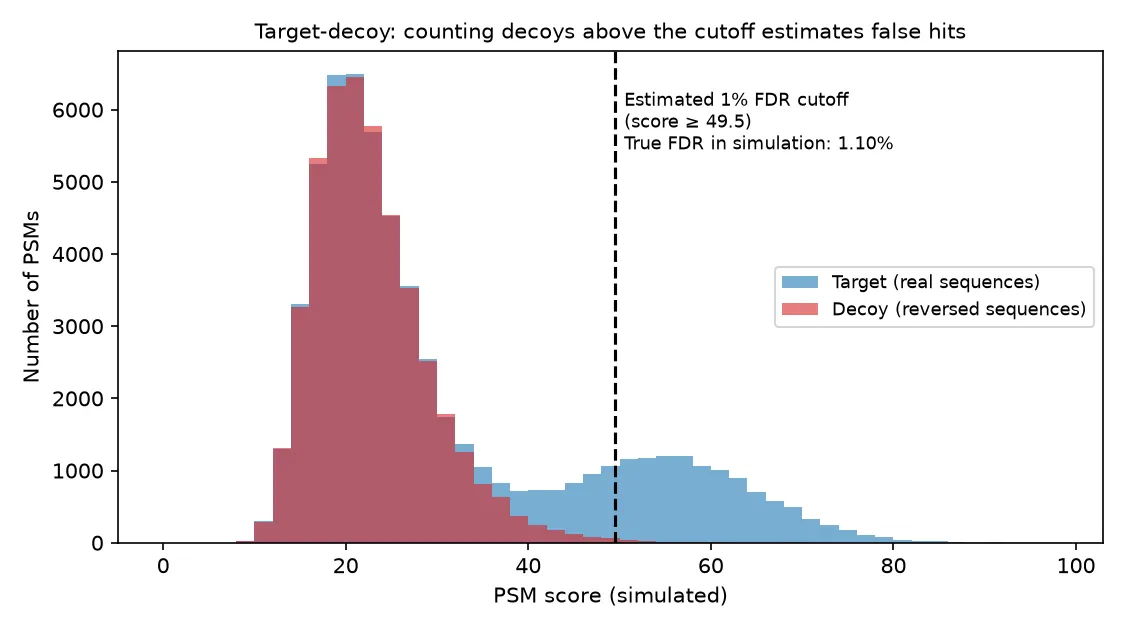 Target-decoy: counting decoys above the cutoff estimates false hits
Number of PSMs
6000
5000
4000
3000
2000
1000
0
Estimated 1% FDR cutoff
(score ≥ 49.5)
True FDR in simulation: 1.10%
Target (real sequences)
Decoy (reversed sequences)
0 20 40 60 80 100
PSM score (simulated)